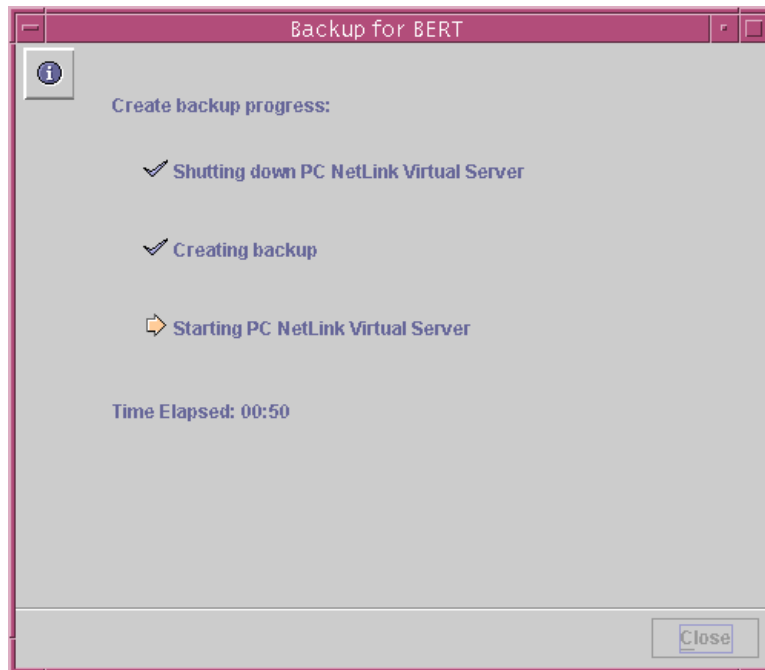 Backup for BERT
Create backup progress:
Shutting down PC NetLink Virtual Server
Creating backup
Starting PC NetLink Virtual Server
Time Elapsed: 00:50
Close